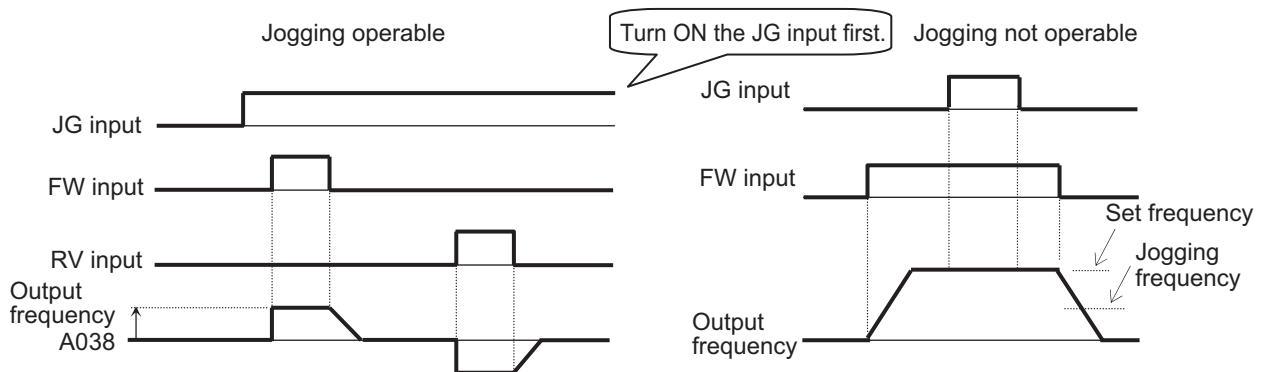 Jogging operable
JG input
FW input
RV input
Output
frequency
A038
Turn ON the JG input first.
Jogging not operable
JG input
FW input
Set frequency
Jogging
frequency
Output
frequency